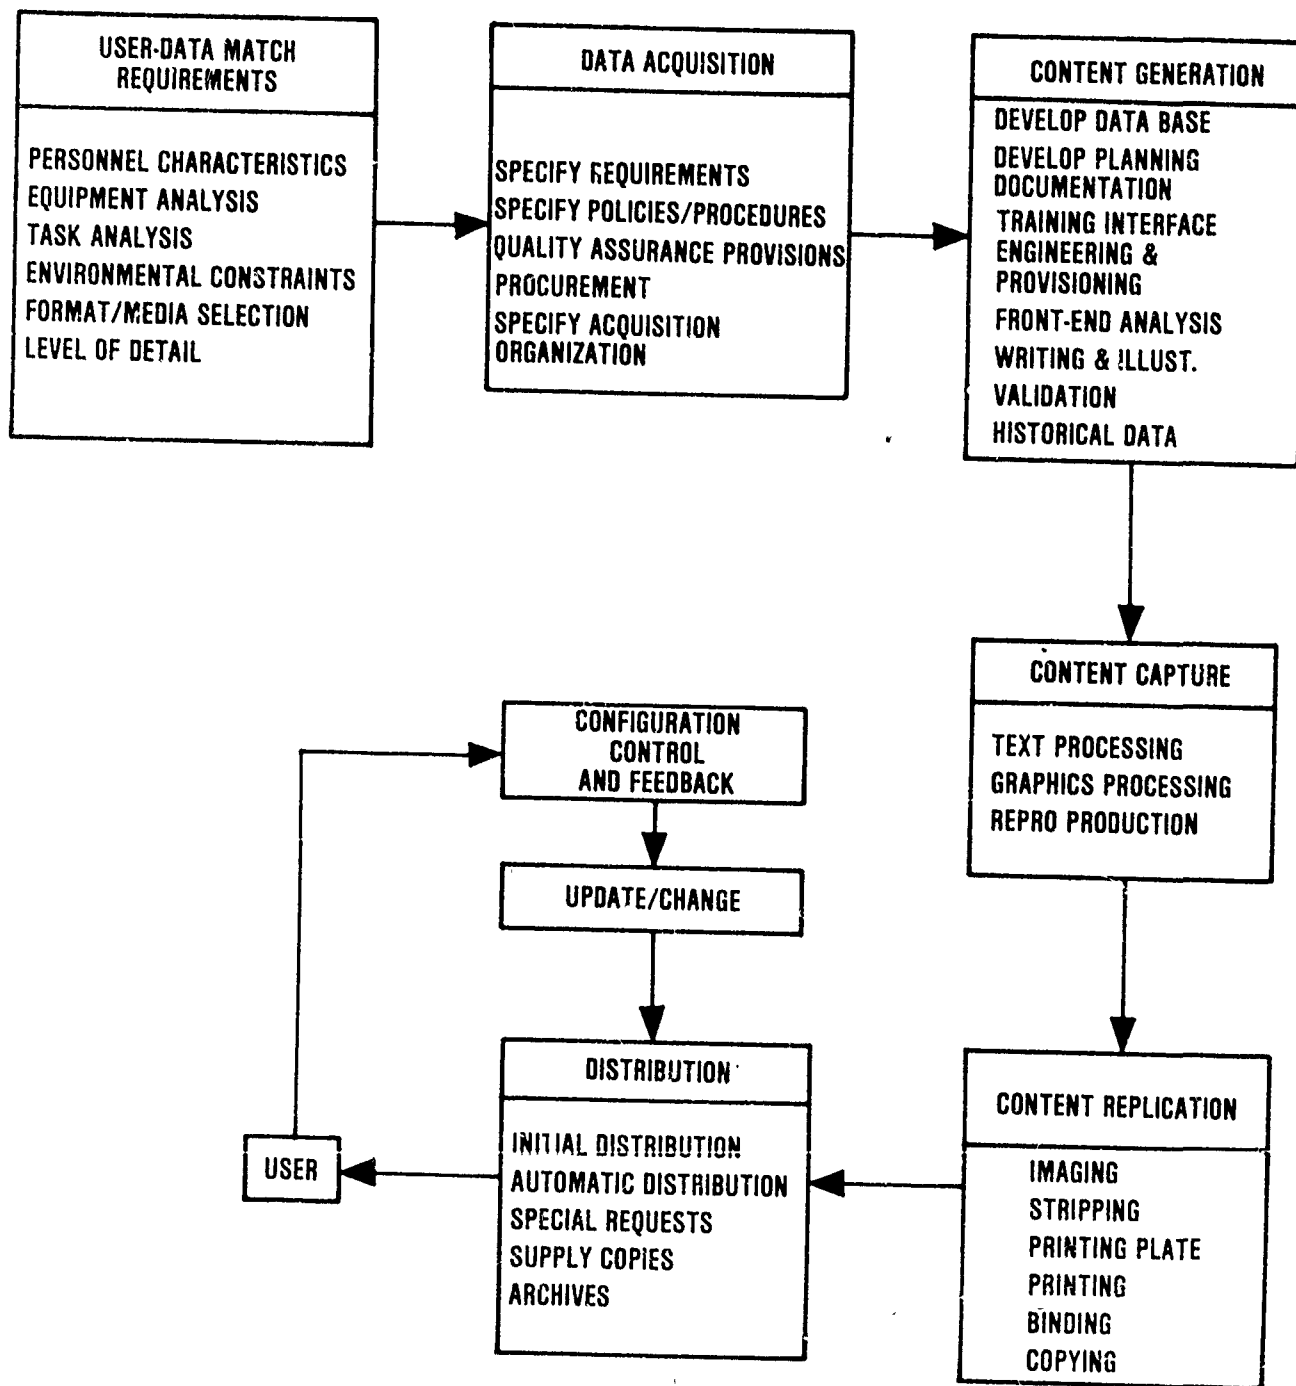 USER-DATA MATCH
REQUIREMENTS
PERSONNEL CHARACTERISTICS
EQUIPMENT ANALYSIS
TASK ANALYSIS
ENVIRONMENTAL CONSTRAINTS
FORMAT/MEDIA SELECTION
LEVEL OF DETAIL
DATA ACQUISITION
SPECIFY REQUIREMENTS
SPECIFY POLICIES/PROCEDURES
QUALITY ASSURANCE PROVISIONS
PROCUREMENT
SPECIFY ACQUISITION
ORGANIZATION
CONTENT GENERATION
DEVELOP DATA BASE
DEVELOP PLANNING
DOCUMENTATION
TRAINING INTERFACE
ENGINEERING &
PROVISIONING
FRONT-END ANALYSIS
WRITING & ILLUST.
VALIDATION
HISTORICAL DATA
CONTENT CAPTURE
TEXT PROCESSING
GRAPHICS PROCESSING
REPRO PRODUCTION
CONTENT REPLICATION
IMAGING
STRIPPING
PRINTING PLATE
PRINTING
BINDING
COPYING
DISTRIBUTION
INITIAL DISTRIBUTION
AUTOMATIC DISTRIBUTION
SPECIAL REQUESTS
SUPPLY COPIES
ARCHIVES
USER
CONFIGURATION
CONTROL
AND FEEDBACK
UPDATE/CHANGE